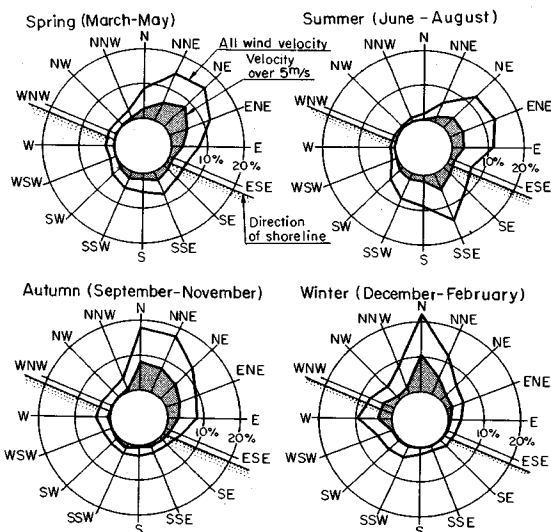 Spring (March-May)
N
NNW
NNE
NW
NE
WNW
ENE
W
E
WSW
ESE
SW
SE
SSW
SSE
S
10%
20%
All wind velocity
Velocity
over 5m/s
Direction
of shoreline
Summer (June - August)
N
NNW
NNE
NW
NE
WNW
ENE
W
E
WSW
ESE
SW
SE
SSW
SSE
S
10%
20%
Autumn (September-November)
N
NNW
NNE
NW
NE
WNW
ENE
W
E
WSW
ESE
SW
SE
SSW
SSE
S
10%
20%
Winter (December-February)
N
NNW
NNE
NW
NE
WNW
ENE
W
E
WSW
ESE
SW
SE
SSW
SSE
S
10%
20%